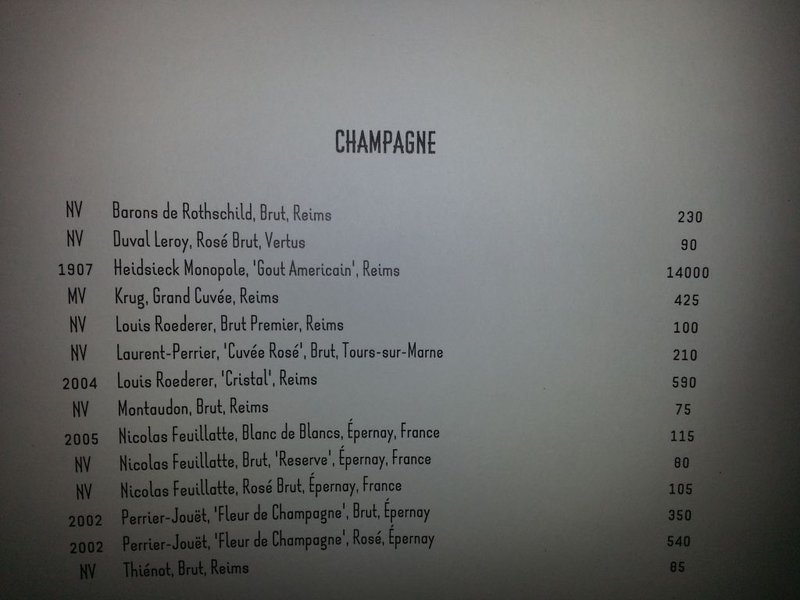 CHAMPAGNE
NV Barons de Rothschild, Brut, Reims 230
NV Duval Leroy, Rosé Brut, Vertus 90
1907 Heidsieck Monopole, 'Gout Americain', Reims 14000
MV Krug, Grand Cuvée, Reims 425
NV Louis Roederer, Brut Premier, Reims 100
NV Laurent-Perrier, 'Cuvée Rosé', Brut, Tours-sur-Marne 210
2004 Louis Roederer, 'Cristal', Reims 590
NV Montaudon, Brut, Reims 75
2005 Nicolas Feuillatte, Blanc de Blancs, Épernay, France 115
NV Nicolas Feuillatte, Brut, 'Reserve', Épernay, France 80
NV Nicolas Feuillatte, Rosé Brut, Épernay, France 105
2002 Perrier-Jouët, 'Fleur de Champagne', Brut, Épernay 350
2002 Perrier-Jouët, 'Fleur de Champagne', Rosé, Épernay 540
NV Thiénot, Brut, Reims 85